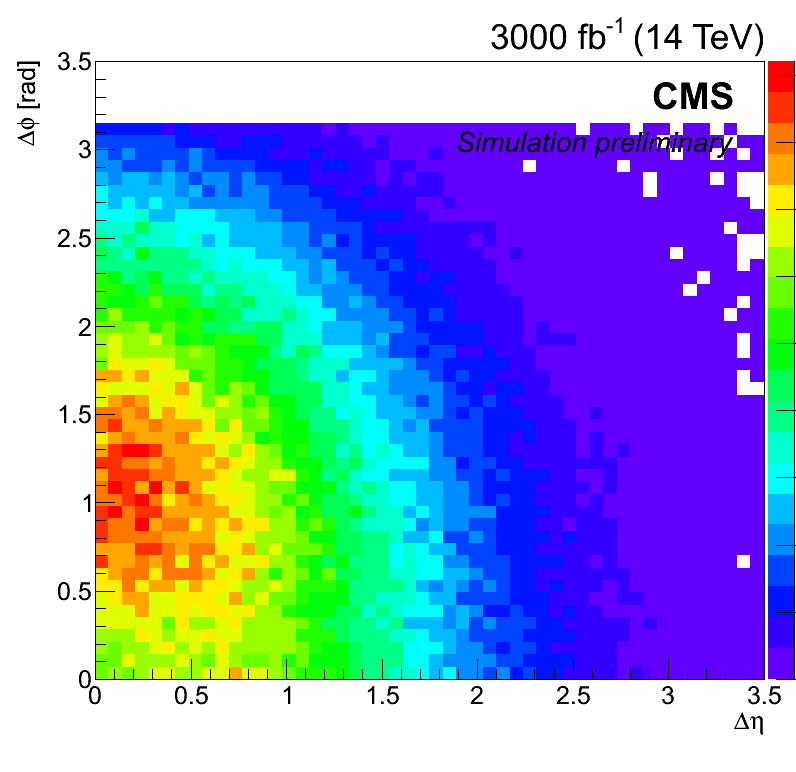 3000 fb⁻¹ (14 TeV)
Δϕ [rad]
3.5
CMS
Simulation preliminary
3
2.5
2
1.5
1
0.5
0
0 0.5 1 1.5 2 2.5 3 3.5
Δη